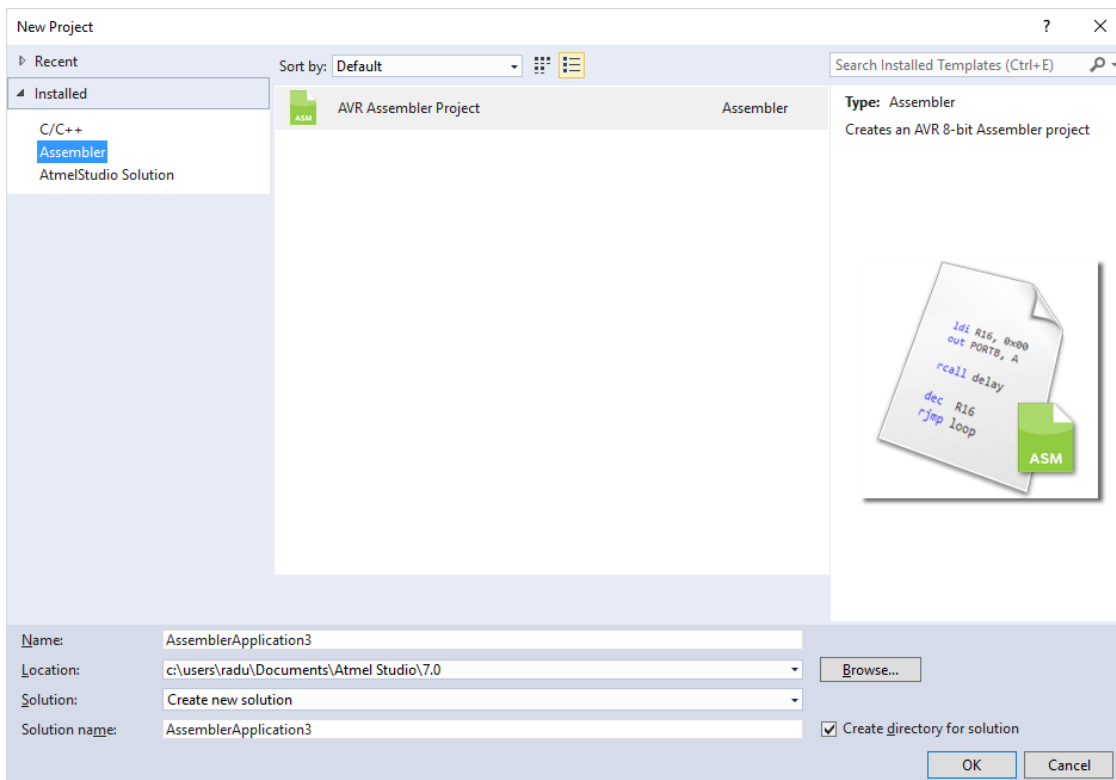 New Project
?
Recent
Installed
C/C++
Assembler
AtmelStudio Solution
Sort by: Default
ASM
AVR Assembler Project Assembler
Search Installed Templates (Ctrl+E)
Type: Assembler
Creates an AVR 8-bit Assembler project
ldi R16, 0x00
out PORTB, A
rcall delay
dec R16
rjmp loop
ASM
Name: AssemblerApplication3
Location: c:\users\radu\Documents\Atmel Studio\7.0
Browse...
Solution: Create new solution
Solution name: AssemblerApplication3
Create directory for solution
OK Cancel